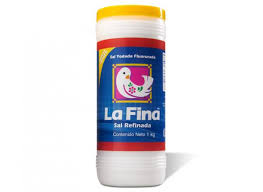 Sal Yodada Fluorurada
La Fina
Sal Refinada
Contenido Neto 1 kg